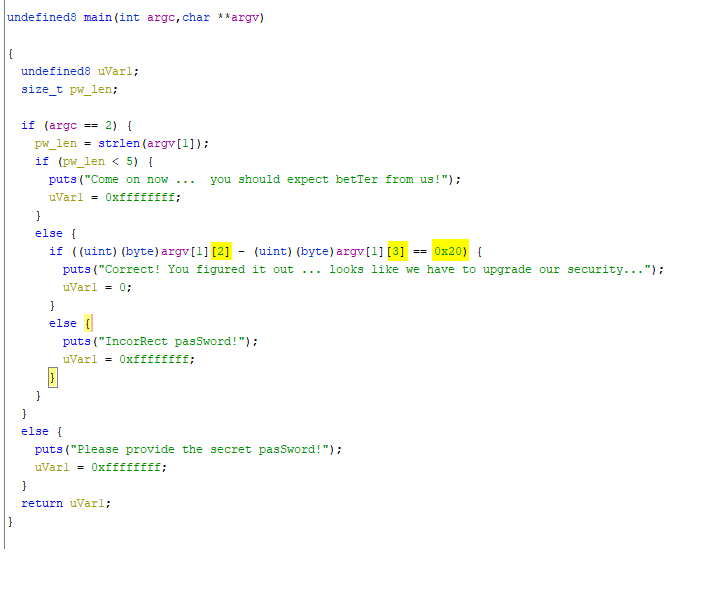 undefined8 main(int argc,char **argv)
{
undefined8 uVar1;
size_t pw_len;
if (argc == 2) {
pw_len = strlen(argv[1]);
if (pw_len < 5) {
puts("Come on now ...  you should expect betTer from us!");
uVar1 = 0xffffffff;
}
else {
if ((uint)(byte)argv[1][2] - (uint)(byte)argv[1][3] == 0x20) {
puts("Correct! You figured it out ... looks like we have to upgrade our security...");
uVar1 = 0;
}
else {
puts("IncorRect pasSword!");
uVar1 = 0xffffffff;
}
}
}
else {
puts("Please provide the secret pasSword!");
uVar1 = 0xffffffff;
}
return uVar1;
}